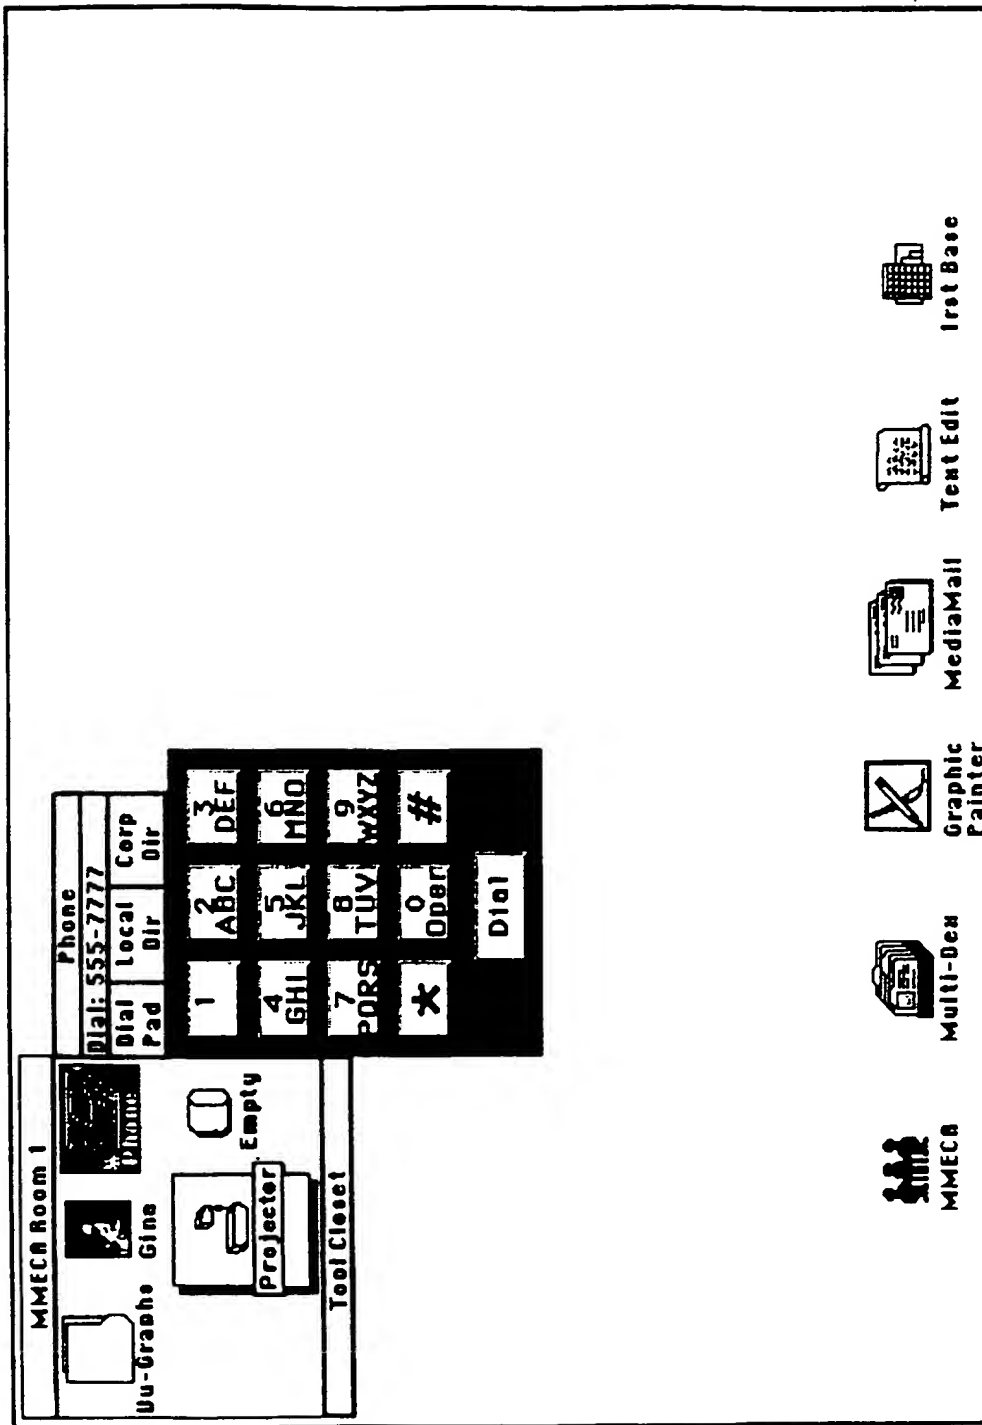 MMECA Room 1
Vu-Graphs
Gina
Phone
Projector
Empty
Tool Closet
Phone
Dial: 555-7777
Dial Pad
Local Dir
Corp Dir
1
2
ABC
3
DEF
4
GHI
5
JKL
6
MNO
7
PQRS
8
TUV
9
WXYZ
*
0
Oper
#
Dial
MMECA
Multi-Dex
Graphic
Painter
MediaMail
Text Edit
Irst Base